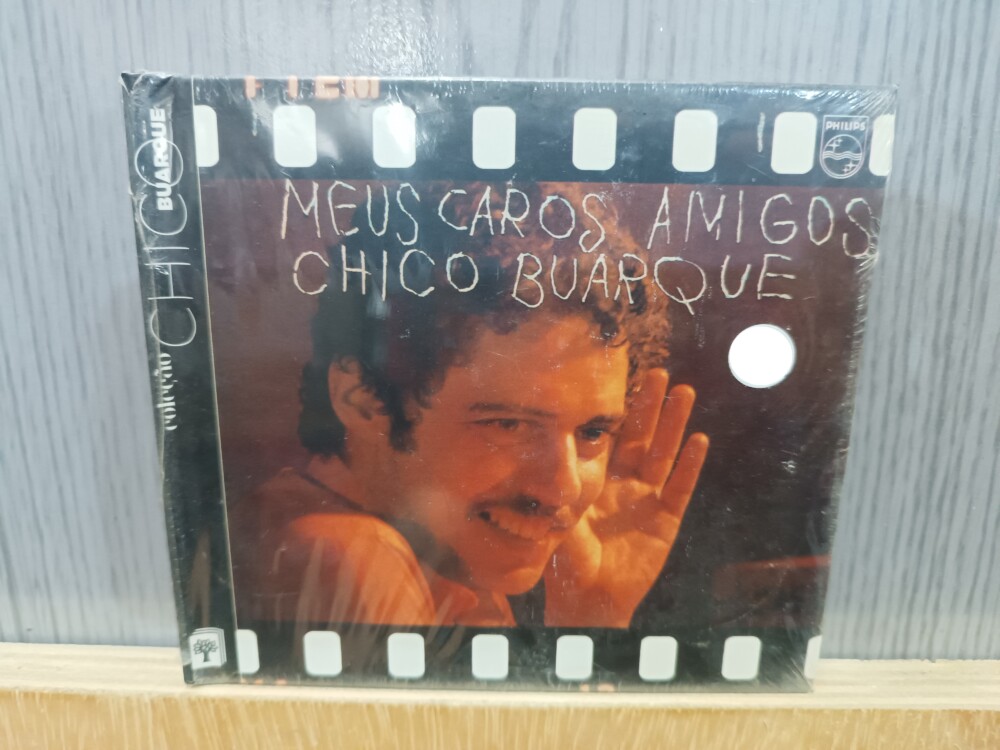 PHILIPS
MEUS CAROS AMIGOS
CHICO BUARQUE
coleção CHICO BUARQUE